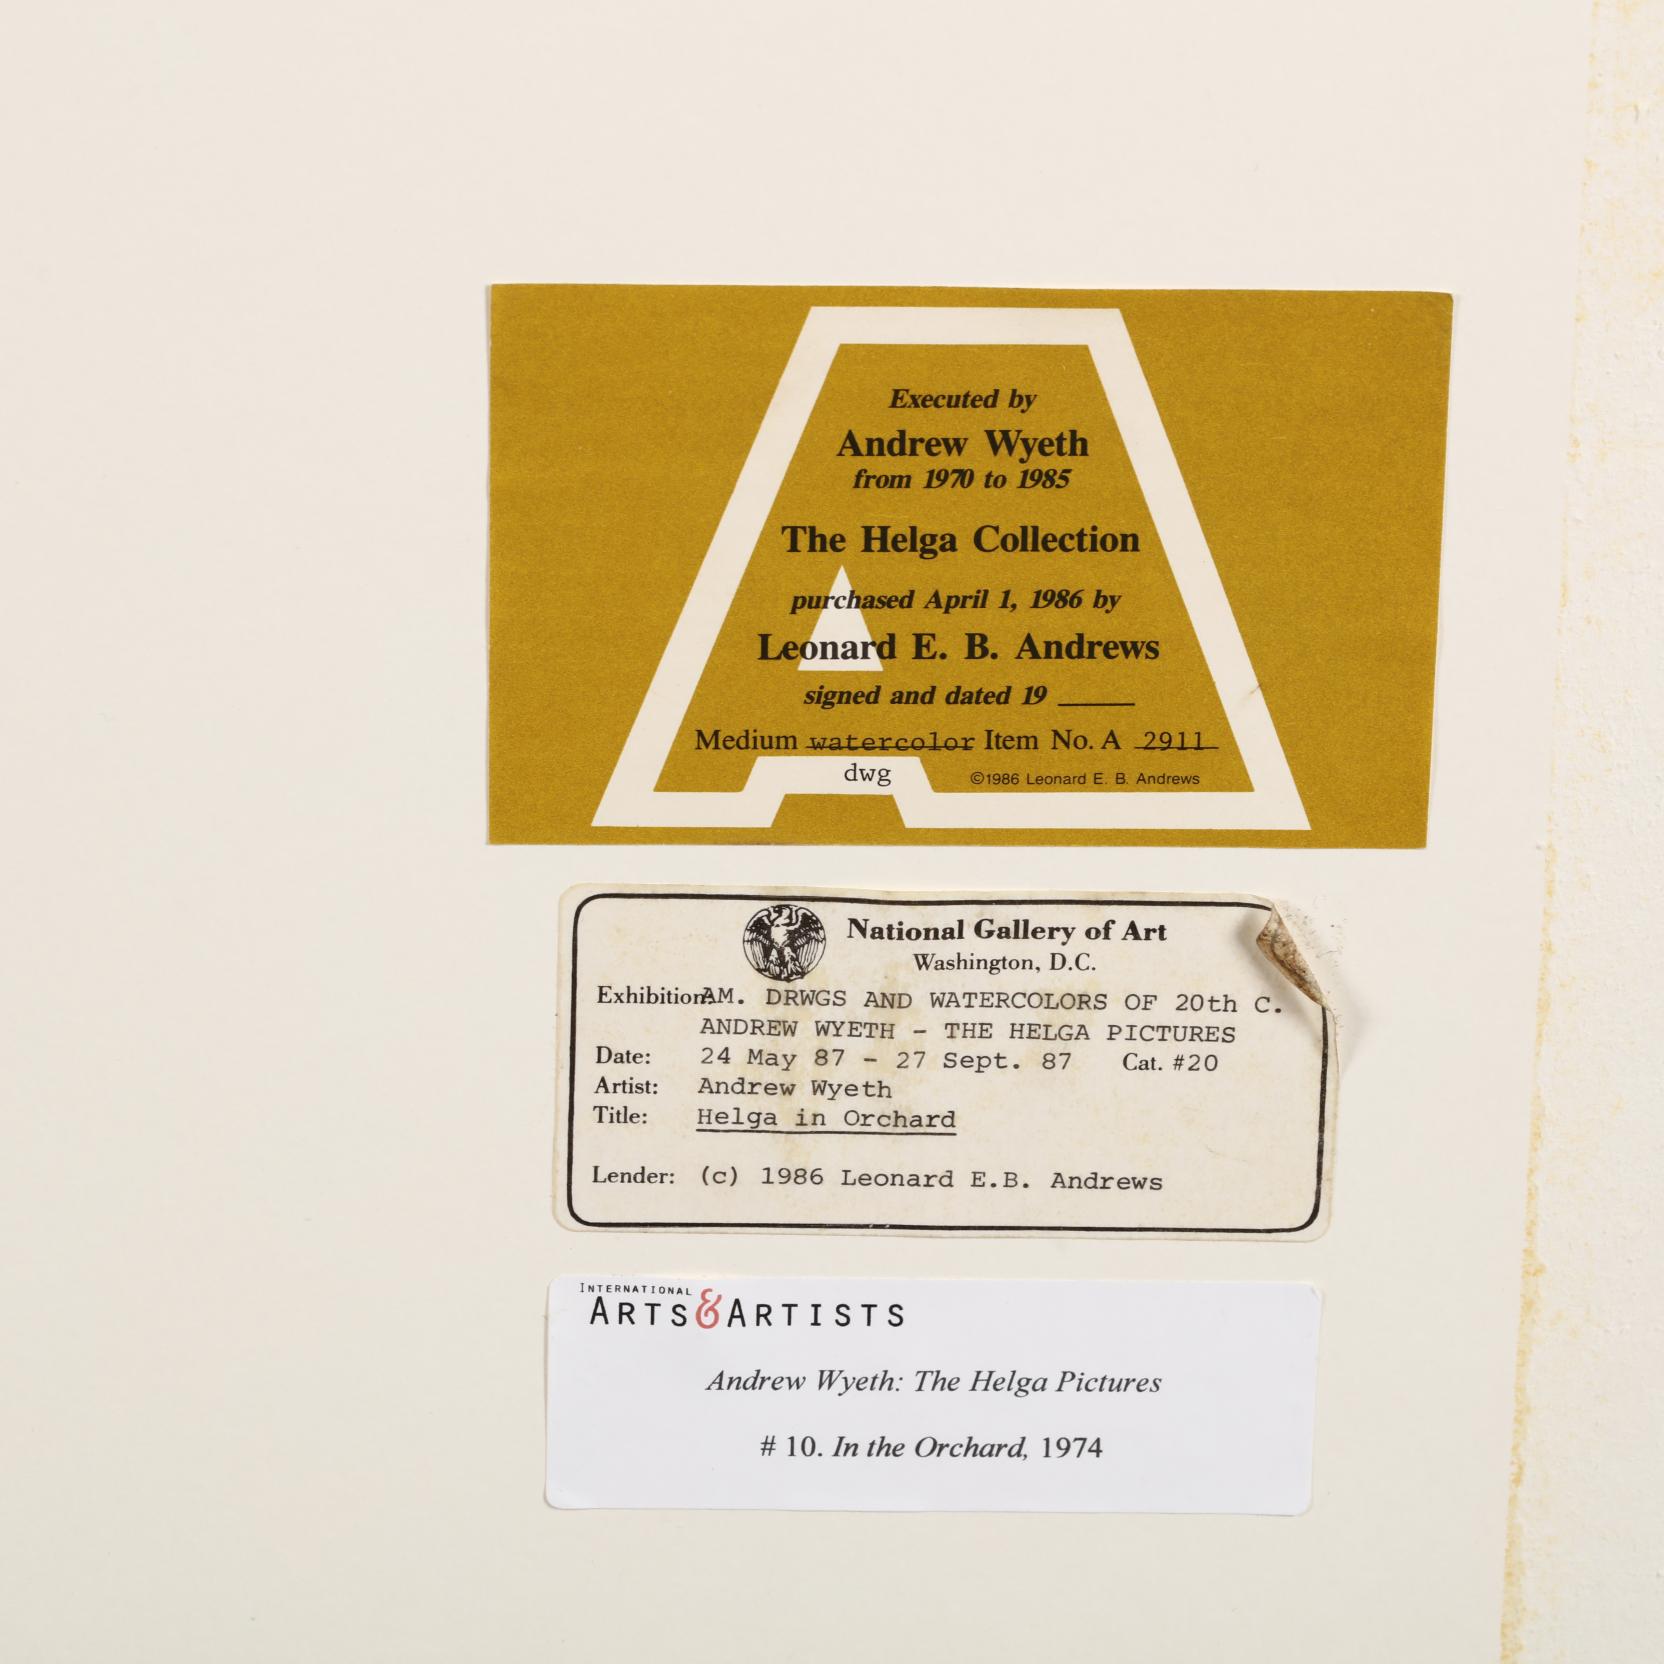 Executed by
Andrew Wyeth
from 1970 to 1985
The Helga Collection
purchased April 1, 1986 by
Leonard E. B. Andrews
signed and dated 19 ____
Medium watercolor Item No. A 2911
dwg ©1986 Leonard E. B. Andrews
National Gallery of Art
Washington, D.C.
Exhibition: AM. DRWGS AND WATERCOLORS OF 20th C.
ANDREW WYETH - THE HELGA PICTURES
Date: 24 May 87 - 27 Sept. 87 Cat. #20
Artist: Andrew Wyeth
Title: Helga in Orchard
Lender: (c) 1986 Leonard E.B. Andrews
INTERNATIONAL
ARTS & ARTISTS
Andrew Wyeth: The Helga Pictures
# 10. In the Orchard, 1974